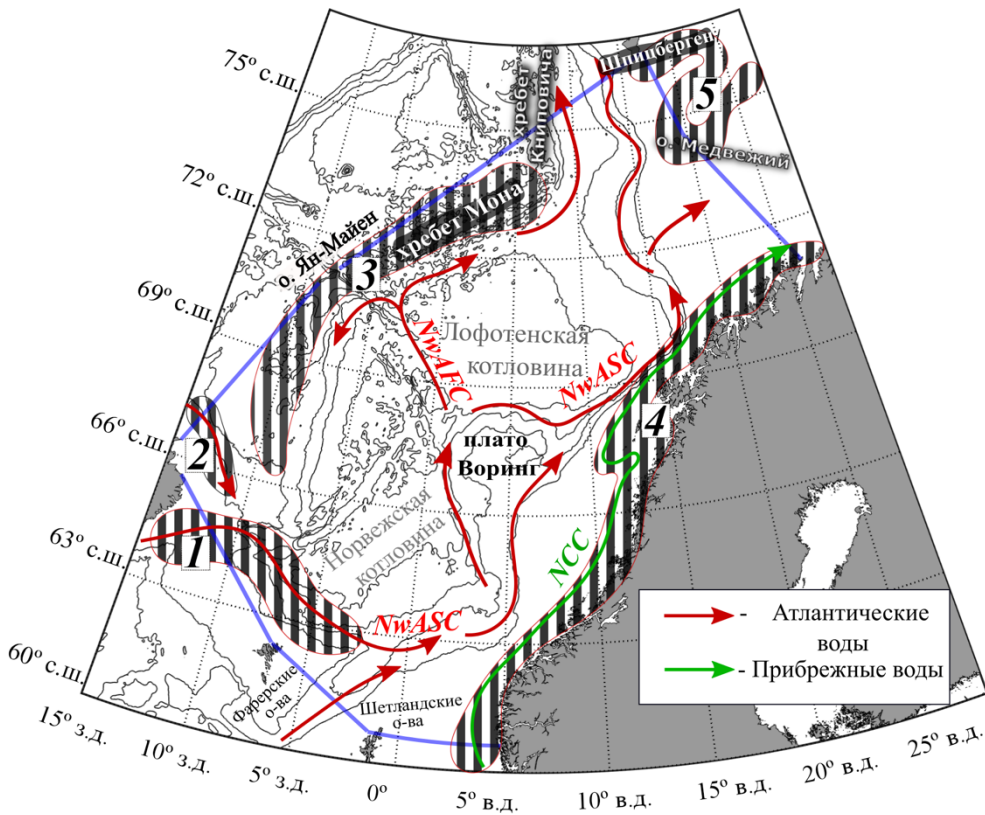 75° с.ш.
72° с.ш.
69° с.ш.
66° с.ш.
63° с.ш.
60° с.ш.
15° з.д.
10° з.д.
5° з.д.
0°
5° в.д.
10° в.д.
15° в.д.
20° в.д.
25° в.д.
Шпицберген
5
о. Медвежий
хребет
Книповича
хребет Мона
о. Ян-Майен
3
Лофотенская
котловина
NwAFC
NwASC
плато
Воринг
4
2
1
Норвежская
котловина
NCC
NwASC
Фарерские
о-ва
Шетландские
о-ва
- Атлантические
воды
- Прибрежные воды